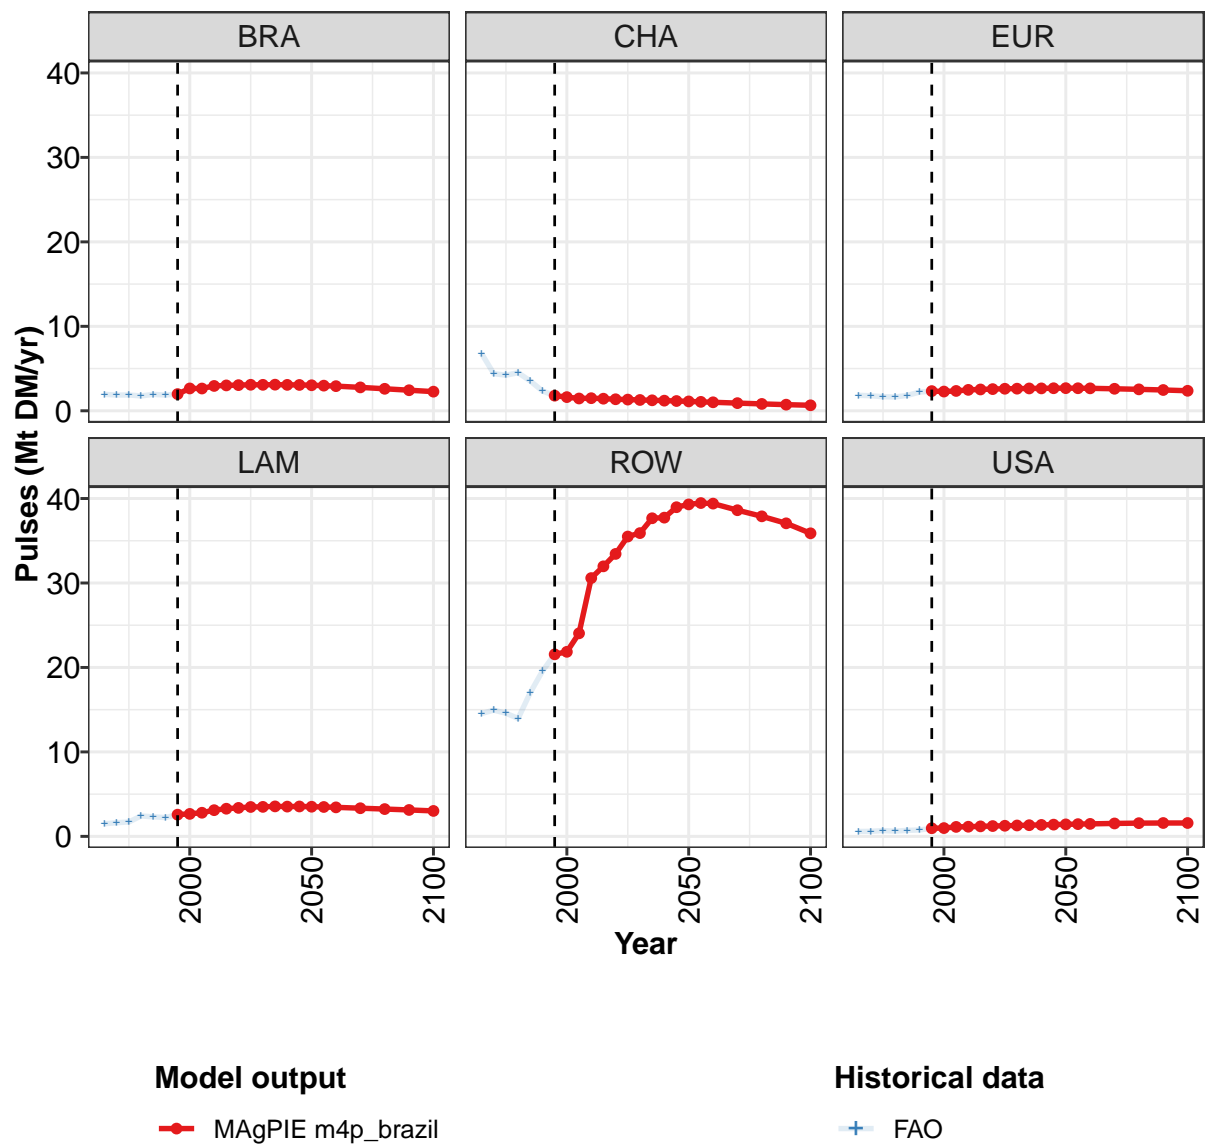 BRA
CHA
EUR
40
30
20
10
0
Pulses (Mt DM/yr)
LAM
ROW
USA
40
30
20
10
0
2000
2050
2100
2000
2050
2100
2000
2050
2100
Year
Model output
Historical data
MAgPIE m4p_brazil
FAO